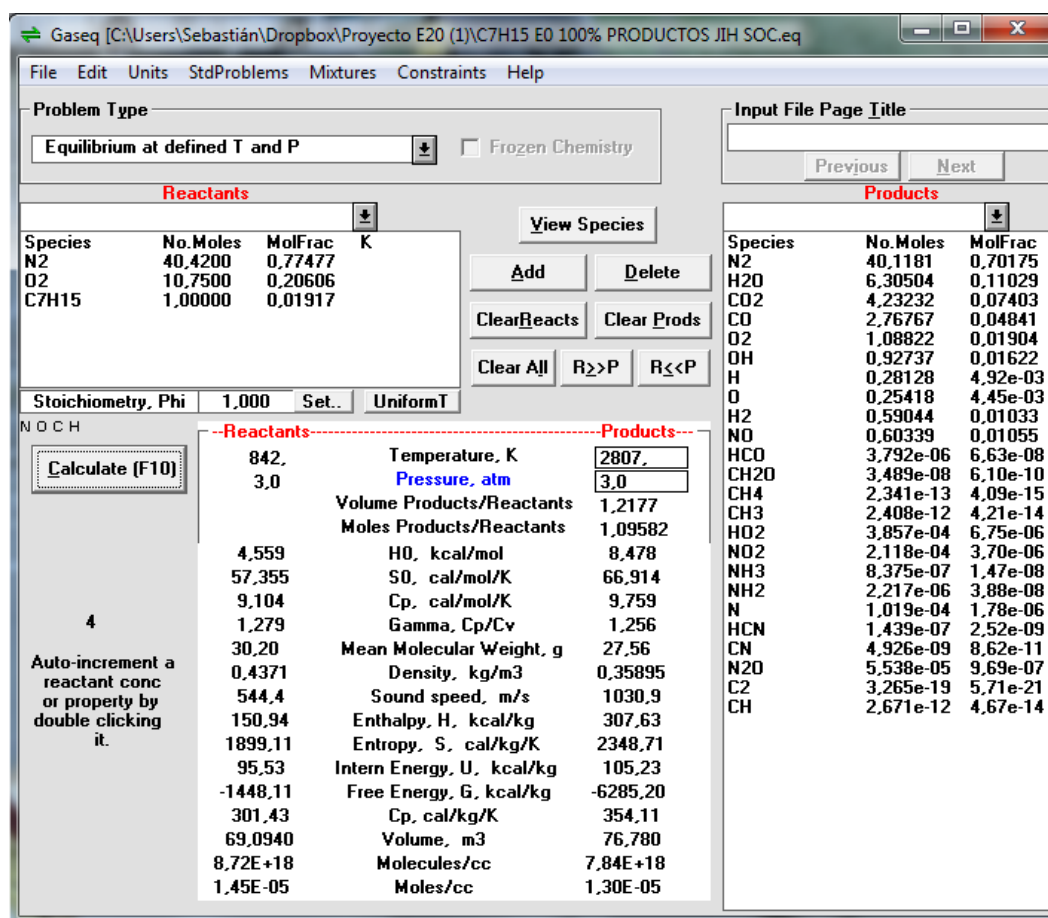 Gaseq [C:\Users\Sebastián\Dropbox\Proyecto E20 (1)\C7H15 E0 100% PRODUCTOS JIH SOC.eq
File Edit Units StdProblems Mixtures Constraints Help
Problem Type
Equilibrium at defined T and P
Frozen Chemistry
Input File Page Title
Previous Next
Reactants
Species No.Moles MolFrac K
N2 40,4200 0,77477
O2 10,7500 0,20606
C7H15 1,00000 0,01917
View Species
Add Delete
ClearReacts Clear Prods
Clear All R>>P R<<P
Stoichiometry, Phi 1,000 Set.. UniformT
N O C H
Calculate (F10)
4
Auto-increment a
reactant conc
or property by
double clicking
it.
--Reactants-- --Products--
842, Temperature, K 2807,
3,0 Pressure, atm 3,0
Volume Products/Reactants 1,2177
Moles Products/Reactants 1,09582
4,559 H0, kcal/mol 8,478
57,355 S0, cal/mol/K 66,914
9,104 Cp, cal/mol/K 9,759
1,279 Gamma, Cp/Cv 1,256
30,20 Mean Molecular Weight, g 27,56
0,4371 Density, kg/m3 0,35895
544,4 Sound speed, m/s 1030,9
150,94 Enthalpy, H, kcal/kg 307,63
1899,11 Entropy, S, cal/kg/K 2348,71
95,53 Intern Energy, U, kcal/kg 105,23
-1448,11 Free Energy, G, kcal/kg -6285,20
301,43 Cp, cal/kg/K 354,11
69,0940 Volume, m3 76,780
8,72E+18 Molecules/cc 7,84E+18
1,45E-05 Moles/cc 1,30E-05
Products
Species No.Moles MolFrac
N2 40,1181 0,70175
H2O 6,30504 0,11029
CO2 4,23232 0,07403
CO 2,76767 0,04841
O2 1,08822 0,01904
OH 0,92737 0,01622
H 0,28128 4,92e-03
O 0,25418 4,45e-03
H2 0,59044 0,01033
NO 0,60339 0,01055
HCO 3,792e-06 6,63e-08
CH2O 3,489e-08 6,10e-10
CH4 2,341e-13 4,09e-15
CH3 2,408e-12 4,21e-14
HO2 3,857e-04 6,75e-06
NO2 2,118e-04 3,70e-06
NH3 8,375e-07 1,47e-08
NH2 2,217e-06 3,88e-08
N 1,019e-04 1,78e-06
HCN 1,439e-07 2,52e-09
CN 4,926e-09 8,62e-11
N2O 5,538e-05 9,69e-07
C2 3,265e-19 5,71e-21
CH 2,671e-12 4,67e-14